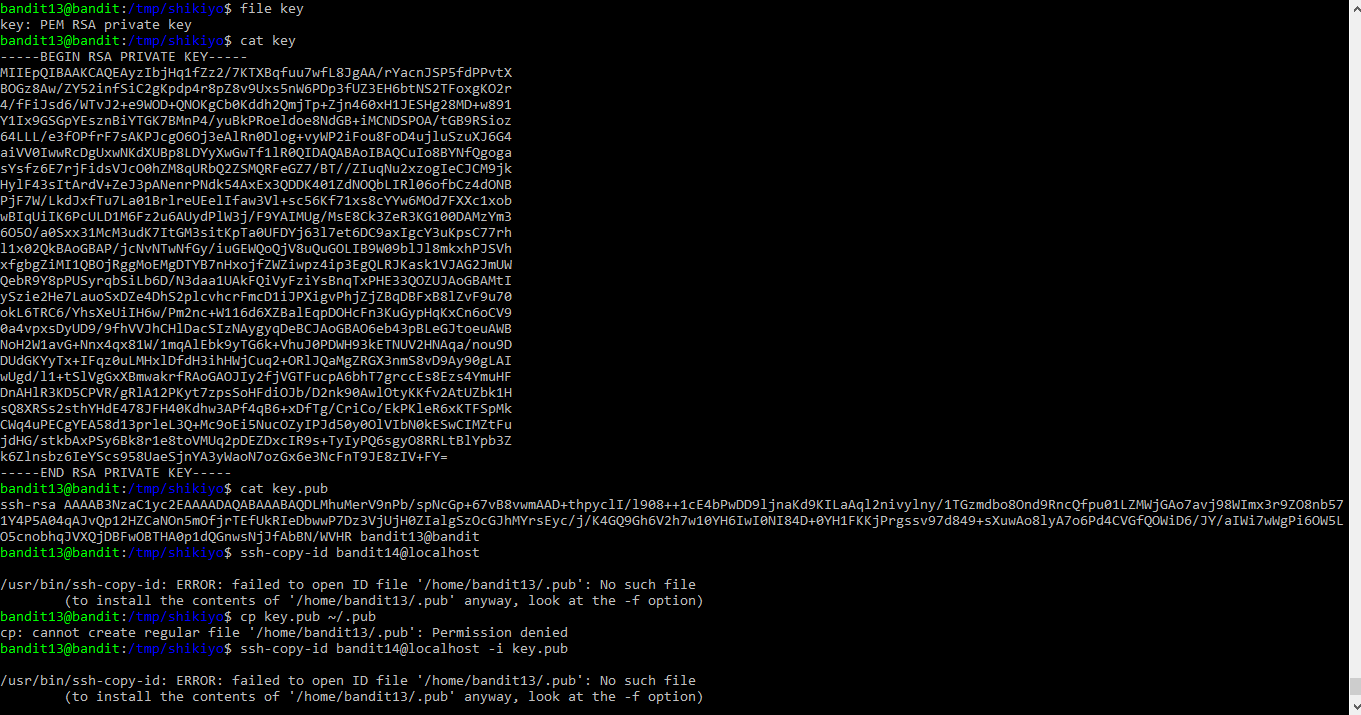 bandit13@bandit:/tmp/shikiyo$ file key
key: PEM RSA private key
bandit13@bandit:/tmp/shikiyo$ cat key
-----BEGIN RSA PRIVATE KEY-----
MIIEpQIBAAKCAQEAyzIbjHq1fZz2/7KTXBqfuu7wfL8JgAA/rYacnJSP5fdPPvtX
BOGz8Aw/ZY52infSiC2gKpdp4r8pZ8v9Uxs5nW6PDp3fUZ3EH6btNS2TFoxgKO2r
4/fFiJsd6/WTvJ2+e9WOD+QNOKgCb0Kddh2QmjTp+Zjn460xH1JESHg28MD+w891
Y1Ix9GSGpYEsznBiYTGK7BMnP4/yuBkPRoeldoe8NdGB+iMCNDSPOA/tGB9RSioz
64LLL/e3fOPfrF7sAKPJcgO6Oj3eAlRn0Dlog+vyWP2iFou8FoD4ujluSzuXJ6G4
aiVV0IwwRcDgUxwNKdXUBp8LDYyXwGwTf1lR0QIDAQABAoIBAQCuIo8BYNfQgoga
sYsfz6E7rjFidsVJcO0hZM8qURbQ2ZSMQRFeGZ7/BT//ZIuqNu2xzogIeCJCM9jk
HylF43sItArdV+ZeJ3pANenrPNdk54AxEx3QDDK401ZdNOQbLIRl06ofbCz4dONB
PjF7W/LkdJxfTu7La01BrlreUEelIfaw3Vl+sc56Kf71xs8cYYw6MOd7FXXc1xob
wBIqUiIK6PcULD1M6Fz2u6AUydPlW3j/F9YAIMUg/MsE8Ck3ZeR3KG100DAMzYm3
6O5O/a0Sxx31McM3udK7ItGM3sitKpTa0UFDYj63l7et6DC9axIgcY3uKpsC77rh
l1x02QkBAoGBAP/jcNvNTwNfGy/iuGEWQoQjV8uQuGOLIB9W09blJl8mkxhPJSVh
xfgbgZiMI1QBOjRggMoEMgDTYB7nHxojfZWZiwpz4ip3EgQLRJKask1VJAG2JmUW
QebR9Y8pPUSyrqbSiLb6D/N3daa1UAkFQiVyFziYsBnqTxPHE33QOZUJAoGBAMtI
ySzie2He7LauoSxDZe4DhS2plcvhcrFmcD1iJPXigvPhjZjZBqDBFxB8lZvF9u70
okL6TRC6/YhsXeUiIH6w/Pm2nc+W116d6XZBalEqpDOHcFn3KuGypHqKxCn6oCV9
0a4vpxsDyUD9/9fhVVJhCHlDacSIzNAygyqDeBCJAoGBAO6eb43pBLeGJtoeuAWB
NoH2W1avG+Nnx4qx81W/1mqAlEbk9yTG6k+VhuJ0PDWH93kETNUV2HNAqa/nou9D
DUdGKYyTx+IFqz0uLMHxlDfdH3ihHWjCuq2+ORlJQaMgZRGX3nmS8vD9Ay90gLAI
wUgd/l1+tSlVgGxXBmwakrfRAoGAOJIy2fjVGTFucpA6bhT7grccEs8Ezs4YmuHF
DnAHlR3KD5CPVR/gRlA12PKyt7zpsSoHFdiOJb/D2nk90AwlOtyKKfv2AtUZbk1H
sQ8XRSs2sthYHdE478JFH40Kdhw3APf4qB6+xDfTg/CriCo/EkPKleR6xKTFSpMk
CWq4uPECgYEA58d13prleL3Q+Mc9oEi5NucOZyIPJd50y0OlVIbN0kESwCIMZtFu
jdHG/stkbAxPSy6Bk8r1e8toVMUq2pDEZDxcIR9s+TyIyPQ6sgyO8RRLtBlYpb3Z
k6Zlnsbz6IeYScs958UaeSjnYA3yWaoN7ozGx6e3NcFnT9JE8zIV+FY=
-----END RSA PRIVATE KEY-----
bandit13@bandit:/tmp/shikiyo$ cat key.pub
ssh-rsa AAAAB3NzaC1yc2EAAAADAQABAAABAQDLMhuMerV9nPb/spNcGp+67vB8vwmAAD+thpyclI/l908++1cE4bPwDD9ljnaKd9KILaAql2nivylny/1TGzmdbo8Ond9RncQfpu01LZMWjGAo7avj98WImx3r9ZO8nb57
1Y4P5A04qAJvQp12HZCaNOn5mOfjrTEfUkRIeDbwwP7Dz3VjUjH0ZIalgSzOcGJhMYrsEyc/j/K4GQ9Gh6V2h7w10YH6IwI0NI84D+0YH1FKKjPrgssv97d849+sXuwAo8lyA7o6Pd4CVGfQOWiD6/JY/aIWi7wWgPi6OW5L
O5cnobhqJVXQjDBFwOBTHA0p1dQGnwsNjJfAbBN/WVHR bandit13@bandit
bandit13@bandit:/tmp/shikiyo$ ssh-copy-id bandit14@localhost
/usr/bin/ssh-copy-id: ERROR: failed to open ID file '/home/bandit13/.pub': No such file
(to install the contents of '/home/bandit13/.pub' anyway, look at the -f option)
bandit13@bandit:/tmp/shikiyo$ cp key.pub ~/.pub
cp: cannot create regular file '/home/bandit13/.pub': Permission denied
bandit13@bandit:/tmp/shikiyo$ ssh-copy-id bandit14@localhost -i key.pub
/usr/bin/ssh-copy-id: ERROR: failed to open ID file '/home/bandit13/.pub': No such file
(to install the contents of '/home/bandit13/.pub' anyway, look at the -f option)